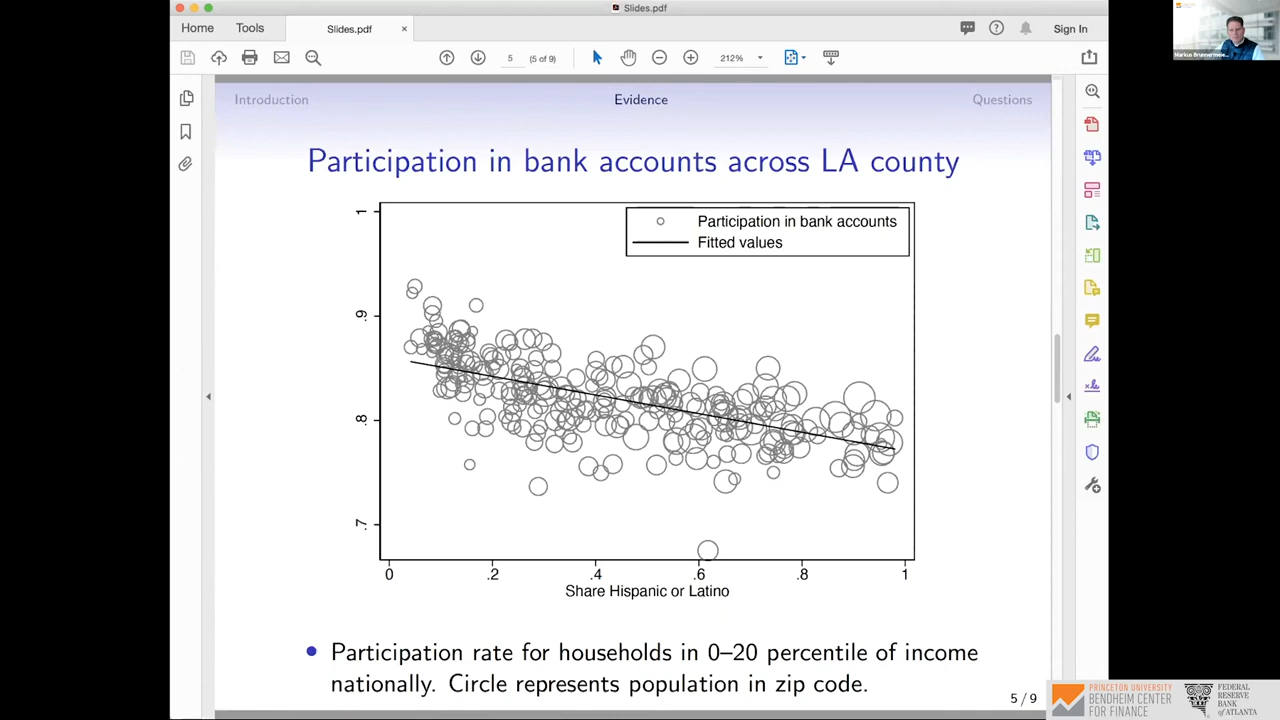 Slides.pdf
Home
Tools
Slides.pdf
×
Sign In
5
(5 of 9)
212%
Introduction
Evidence
Questions
Participation in bank accounts across LA county
Participation in bank accounts
Fitted values
1
.9
.8
.7
0
.2
.4
.6
.8
1
Share Hispanic or Latino
• Participation rate for households in 0–20 percentile of income
nationally. Circle represents population in zip code.
5 / 9
PRINCETON UNIVERSITY
BENDHEIM CENTER
FOR FINANCE
FEDERAL
RESERVE
BANK
of ATLANTA